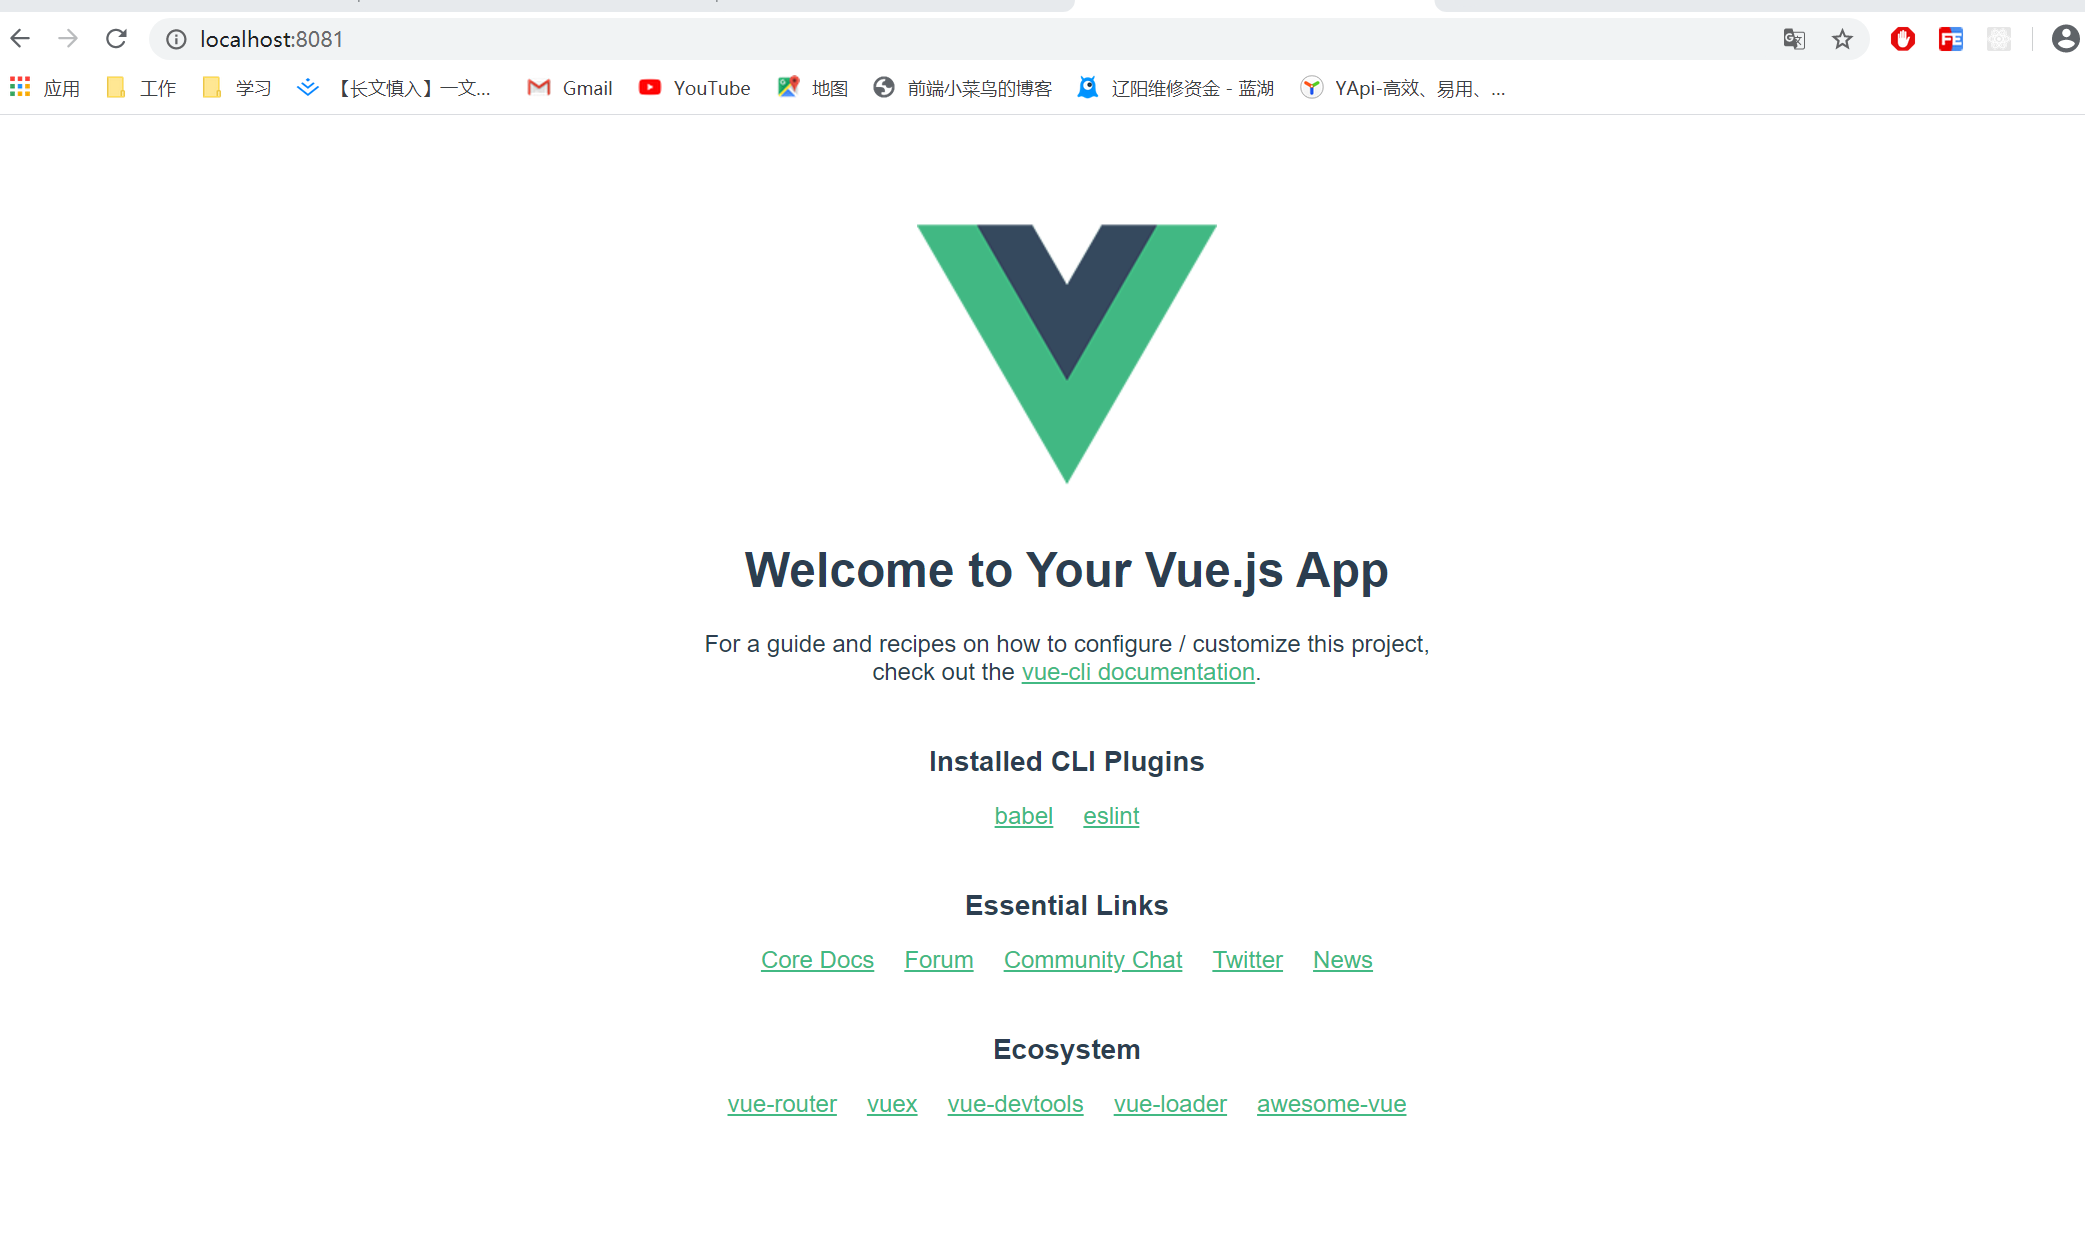 localhost:8081
应用 工作 学习 【长文慎入】一文... Gmail YouTube 地图 前端小菜鸟的博客 辽阳维修资金 - 蓝湖 YApi-高效、易用、...
Welcome to Your Vue.js App
For a guide and recipes on how to configure / customize this project,
check out the vue-cli documentation.
Installed CLI Plugins
babel eslint
Essential Links
Core Docs Forum Community Chat Twitter News
Ecosystem
vue-router vuex vue-devtools vue-loader awesome-vue